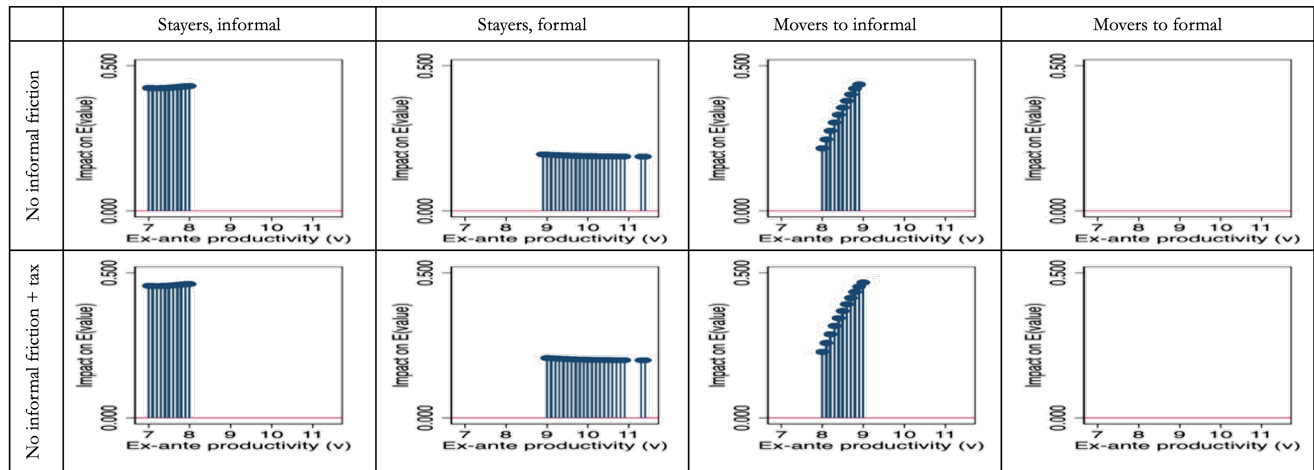 Stayers, informal
Stayers, formal
Movers to informal
Movers to formal
No informal friction
Impact on E(value)
0.500
0.000
7 8 9 10 11
Ex-ante productivity (v)
Impact on E(value)
0.500
0.000
7 8 9 10 11
Ex-ante productivity (v)
Impact on E(value)
0.500
0.000
7 8 9 10 11
Ex-ante productivity (v)
Impact on E(value)
0.500
0.000
7 8 9 10 11
Ex-ante productivity (v)
No informal friction + tax
Impact on E(value)
0.500
0.000
7 8 9 10 11
Ex-ante productivity (v)
Impact on E(value)
0.500
0.000
7 8 9 10 11
Ex-ante productivity (v)
Impact on E(value)
0.500
0.000
7 8 9 10 11
Ex-ante productivity (v)
Impact on E(value)
0.500
0.000
7 8 9 10 11
Ex-ante productivity (v)